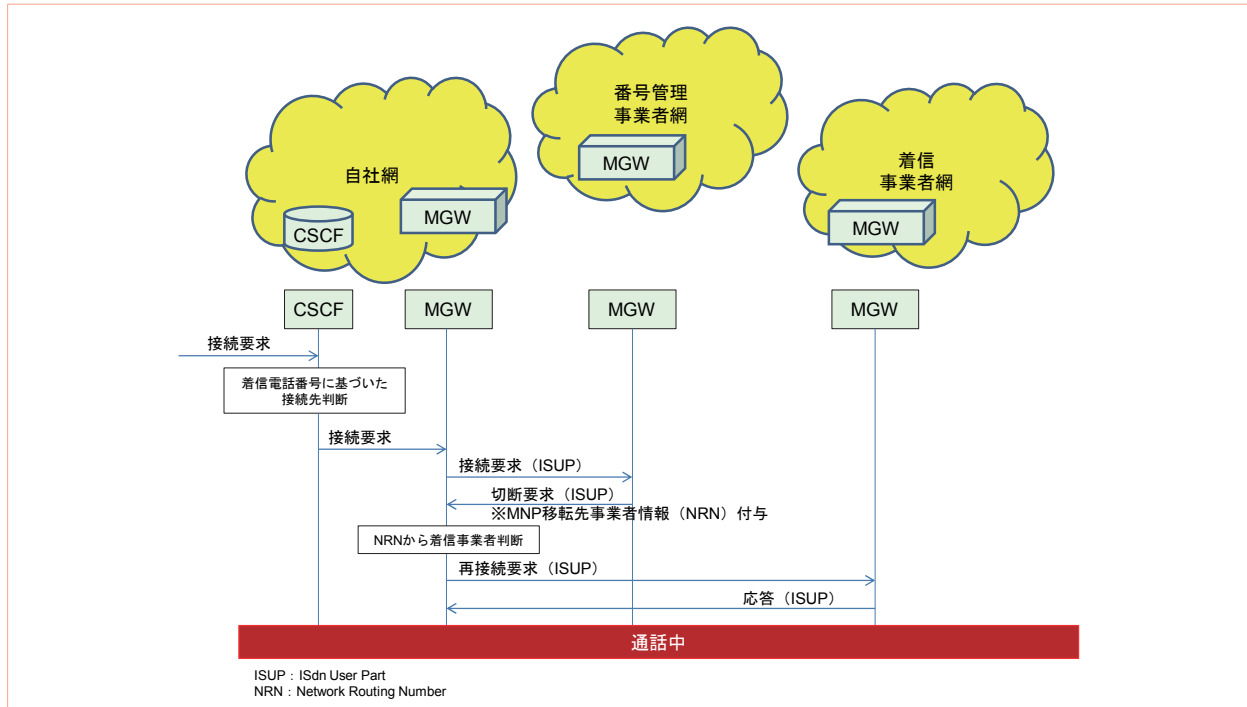 番号管理
事業者網
MGW
自社網
MGW
CSCF
着信
事業者網
MGW
CSCF
MGW
MGW
MGW
接続要求
着信電話番号に基づいた
接続先判断
接続要求
接続要求（ISUP）
切断要求（ISUP）
※MNP移転先事業者情報（NRN）付与
NRNから着信事業者判断
再接続要求（ISUP）
応答（ISUP）
通話中
ISUP：ISdn User Part
NRN：Network Routing Number